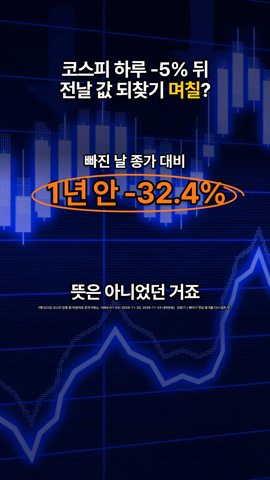 코스피 하루 -5% 뒤
전날 값 되찾기 며칠?
빠진 날 종가 대비
1년 안 -32.4%
뜻은 아니었던 거죠